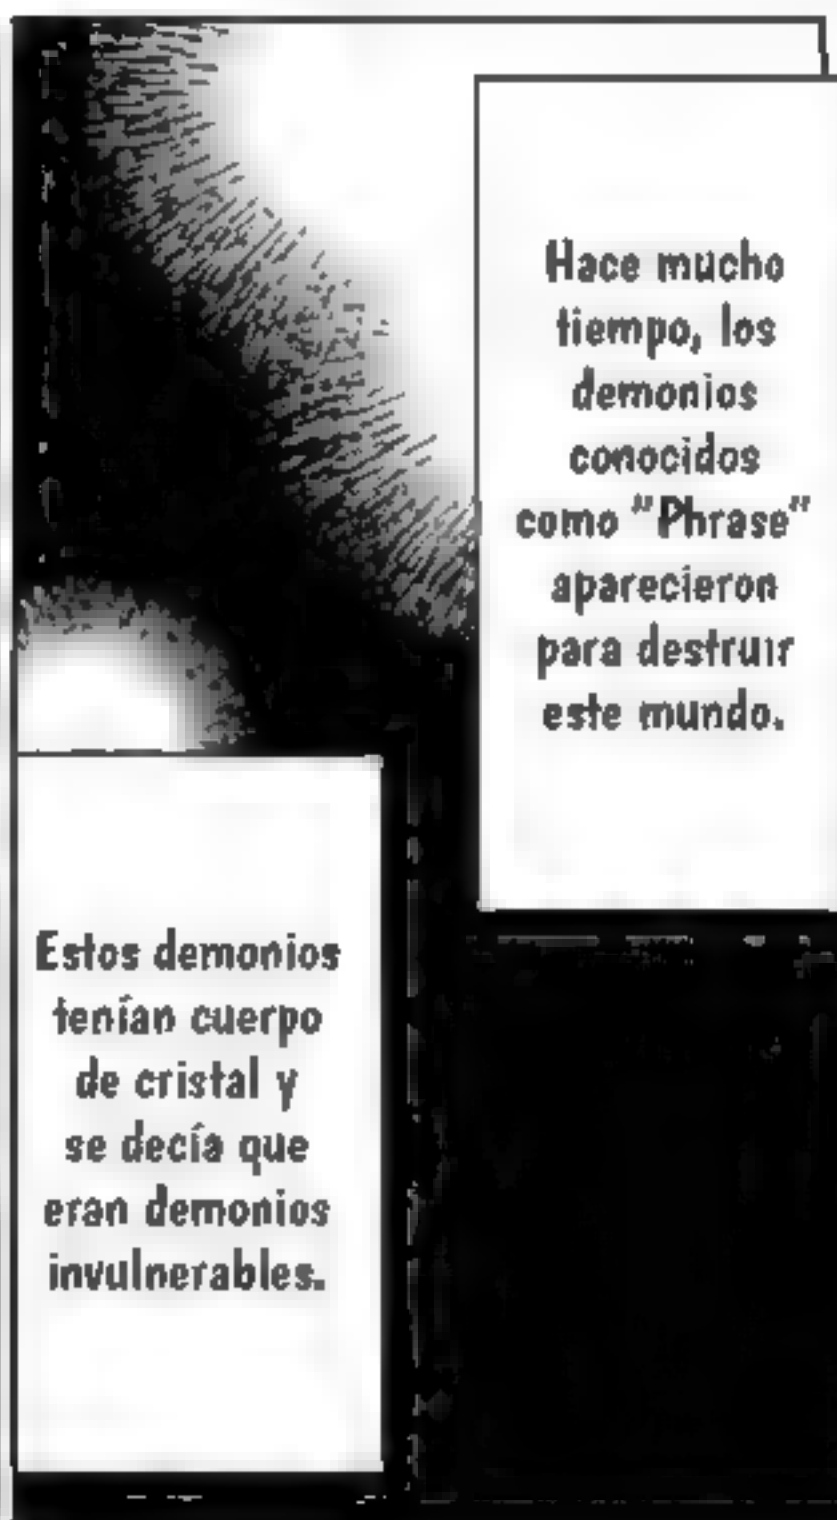 Hace mucho
tiempo, los
demonios
conocidos
como "Phrase"
aparecieron
para destruir
este mundo.
Estos demonios
tenían cuerpo
de cristal y
se decía que
eran demonios
invulnerables.